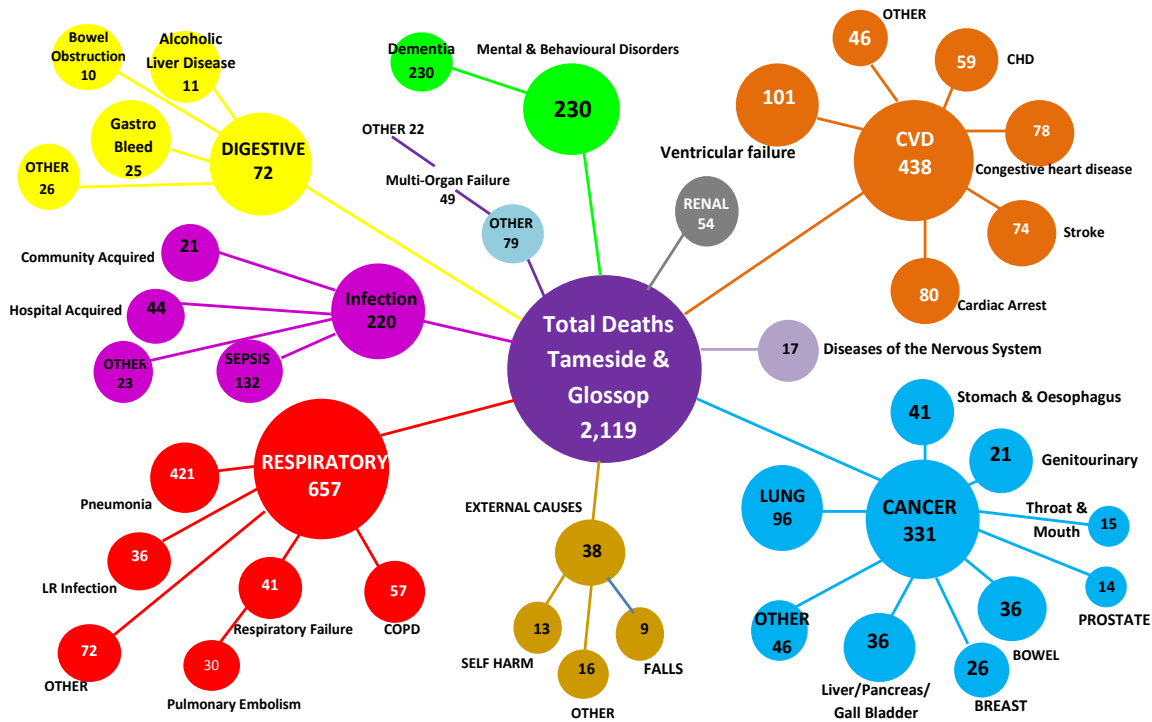 Bowel
Obstruction
10
Alcoholic
Liver Disease
11
Gastro
Bleed
25
OTHER
26
DIGESTIVE
72
Dementia
230
Mental & Behavioural Disorders
230
OTHER 22
Multi-Organ Failure
49
OTHER
79
RENAL
54
OTHER
46
59
CHD
101
Ventricular failure
CVD
438
78
Congestive heart disease
74
Stroke
80
Cardiac Arrest
21
Community Acquired
44
Hospital Acquired
OTHER
23
SEPSIS
132
Infection
220
Total Deaths
Tameside &
Glossop
2,119
17
Diseases of the Nervous System
RESPIRATORY
657
421
Pneumonia
36
LR Infection
72
OTHER
41
Respiratory Failure
30
Pulmonary Embolism
57
COPD
EXTERNAL CAUSES
38
13
SELF HARM
16
OTHER
9
FALLS
41
Stomach & Oesophagus
21
Genitourinary
LUNG
96
CANCER
331
Throat &
Mouth
15
14
PROSTATE
36
BOWEL
26
BREAST
36
Liver/Pancreas/
Gall Bladder
OTHER
46